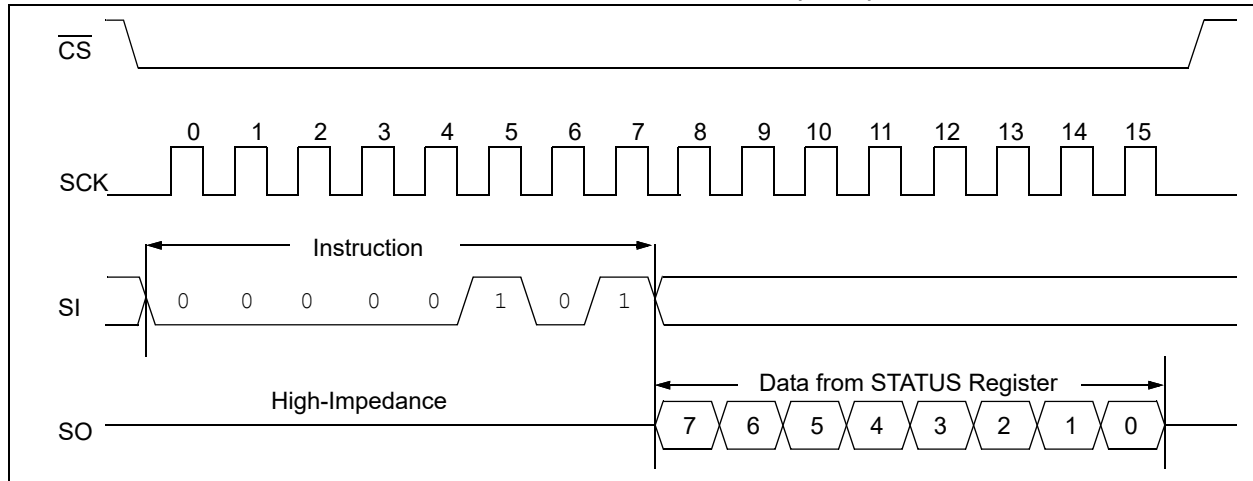 CS
0 1 2 3 4 5 6 7 8 9 10 11 12 13 14 15
SCK
Instruction
SI 0 0 0 0 0 1 0 1
Data from STATUS Register
High-Impedance
SO 7 6 5 4 3 2 1 0